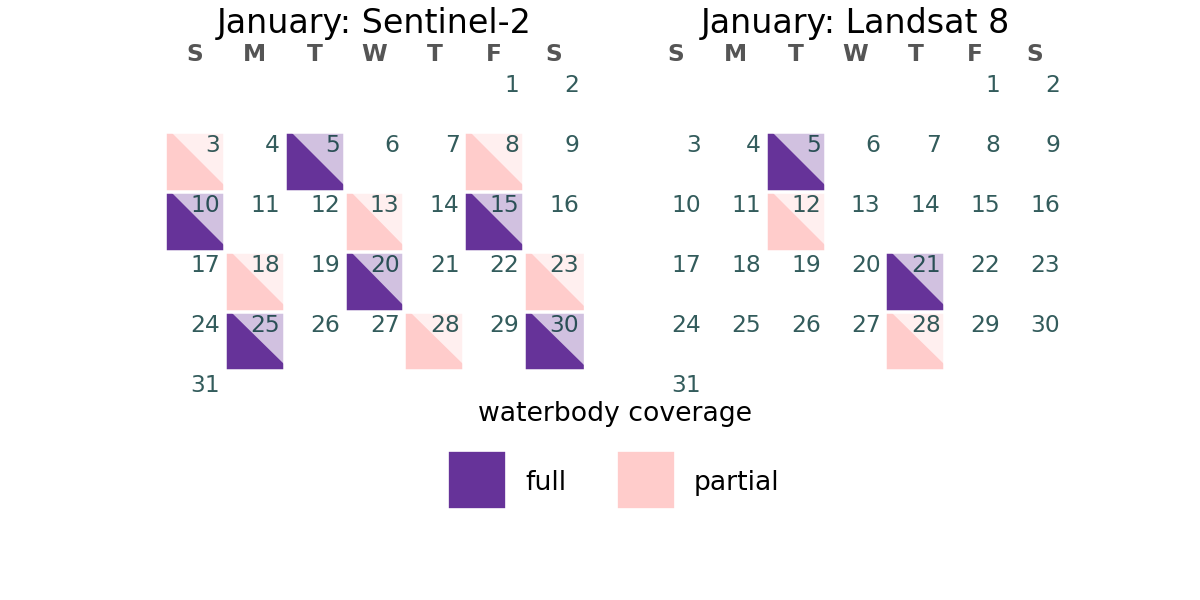 January: Sentinel-2
S M T W T F S
1 2
3 4 5 6 7 8 9
10 11 12 13 14 15 16
17 18 19 20 21 22 23
24 25 26 27 28 29 30
31
January: Landsat 8
S M T W T F S
1 2
3 4 5 6 7 8 9
10 11 12 13 14 15 16
17 18 19 20 21 22 23
24 25 26 27 28 29 30
31
waterbody coverage
full
partial